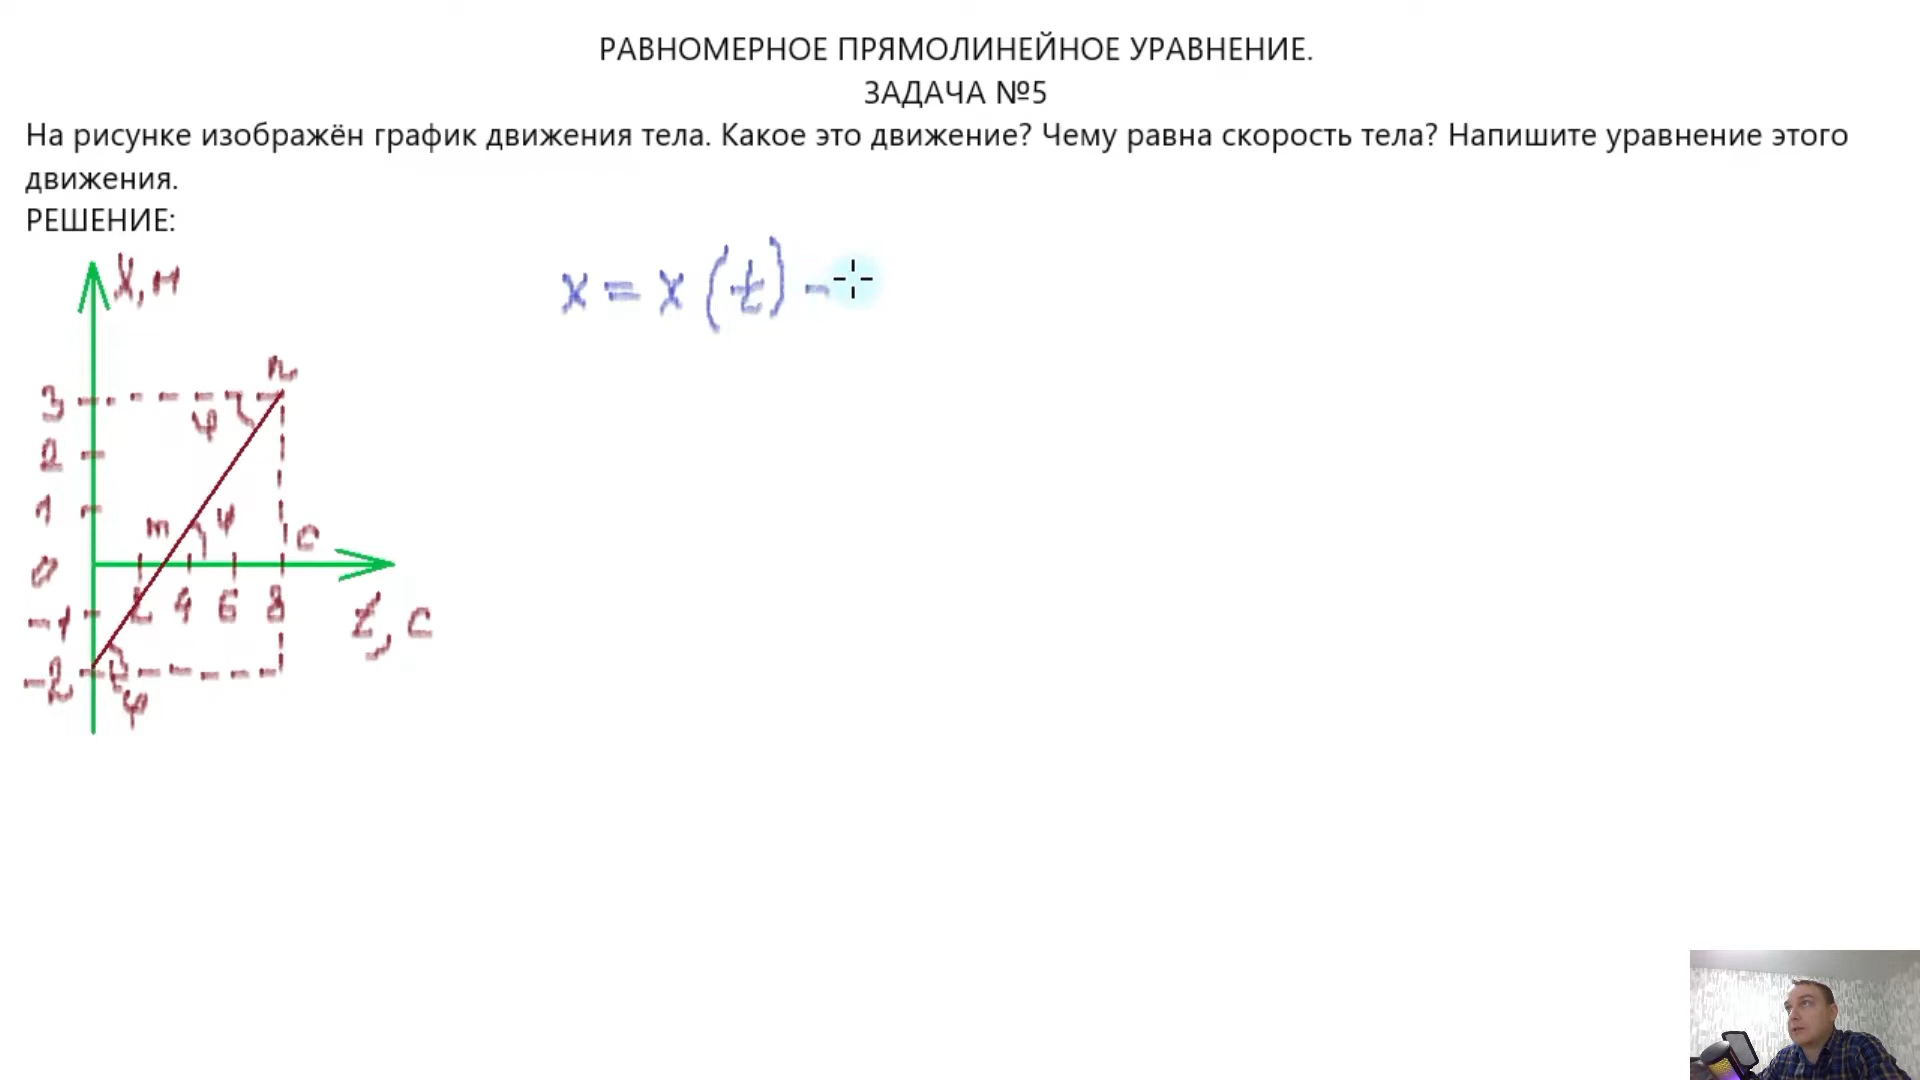 РАВНОМЕРНОЕ ПРЯМОЛИНЕЙНОЕ УРАВНЕНИЕ.
ЗАДАЧА №5
На рисунке изображён график движения тела. Какое это движение? Чему равна скорость тела? Напишите уравнение этого
движения.
РЕШЕНИЕ:
x = x (t) -
X, м
n
3
φ
2
1
m
φ
c
0
2 4 6 8
t, c
-1
-2
φ